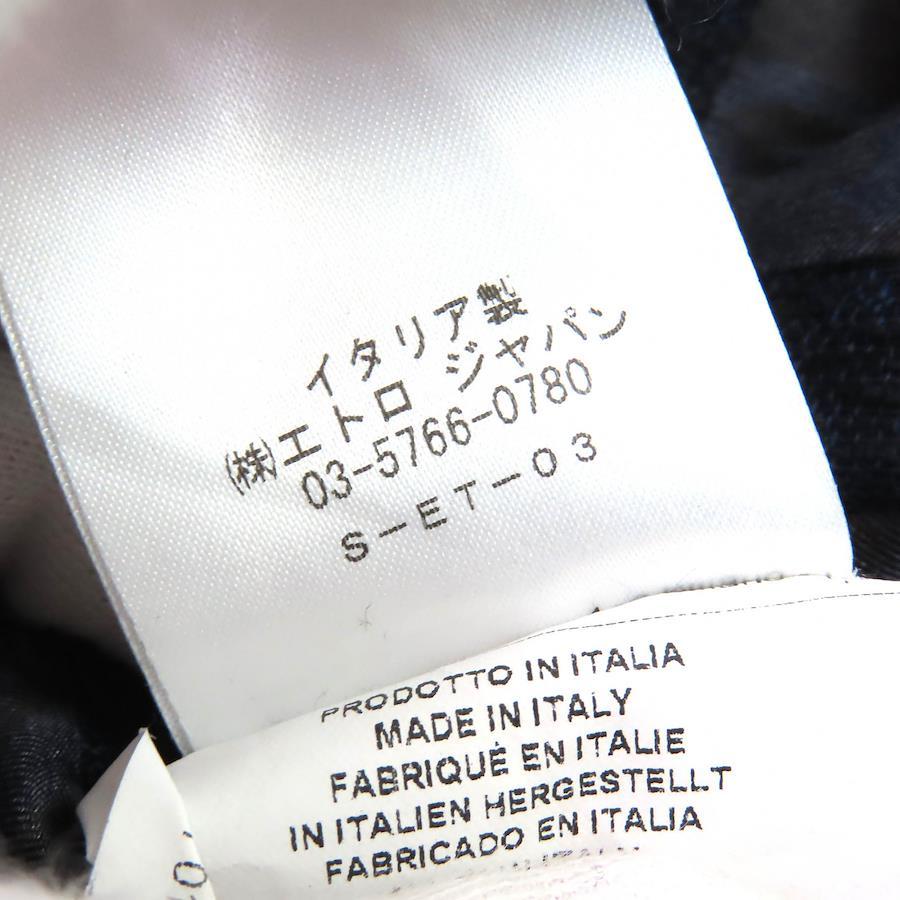 イタリア製
(株)エトロ ジャパン
03-5766-0780
S-ET-03
PRODOTTO IN ITALIA
MADE IN ITALY
FABRIQUÉ EN ITALIE
IN ITALIEN HERGESTELLT
FABRICADO EN ITALIA